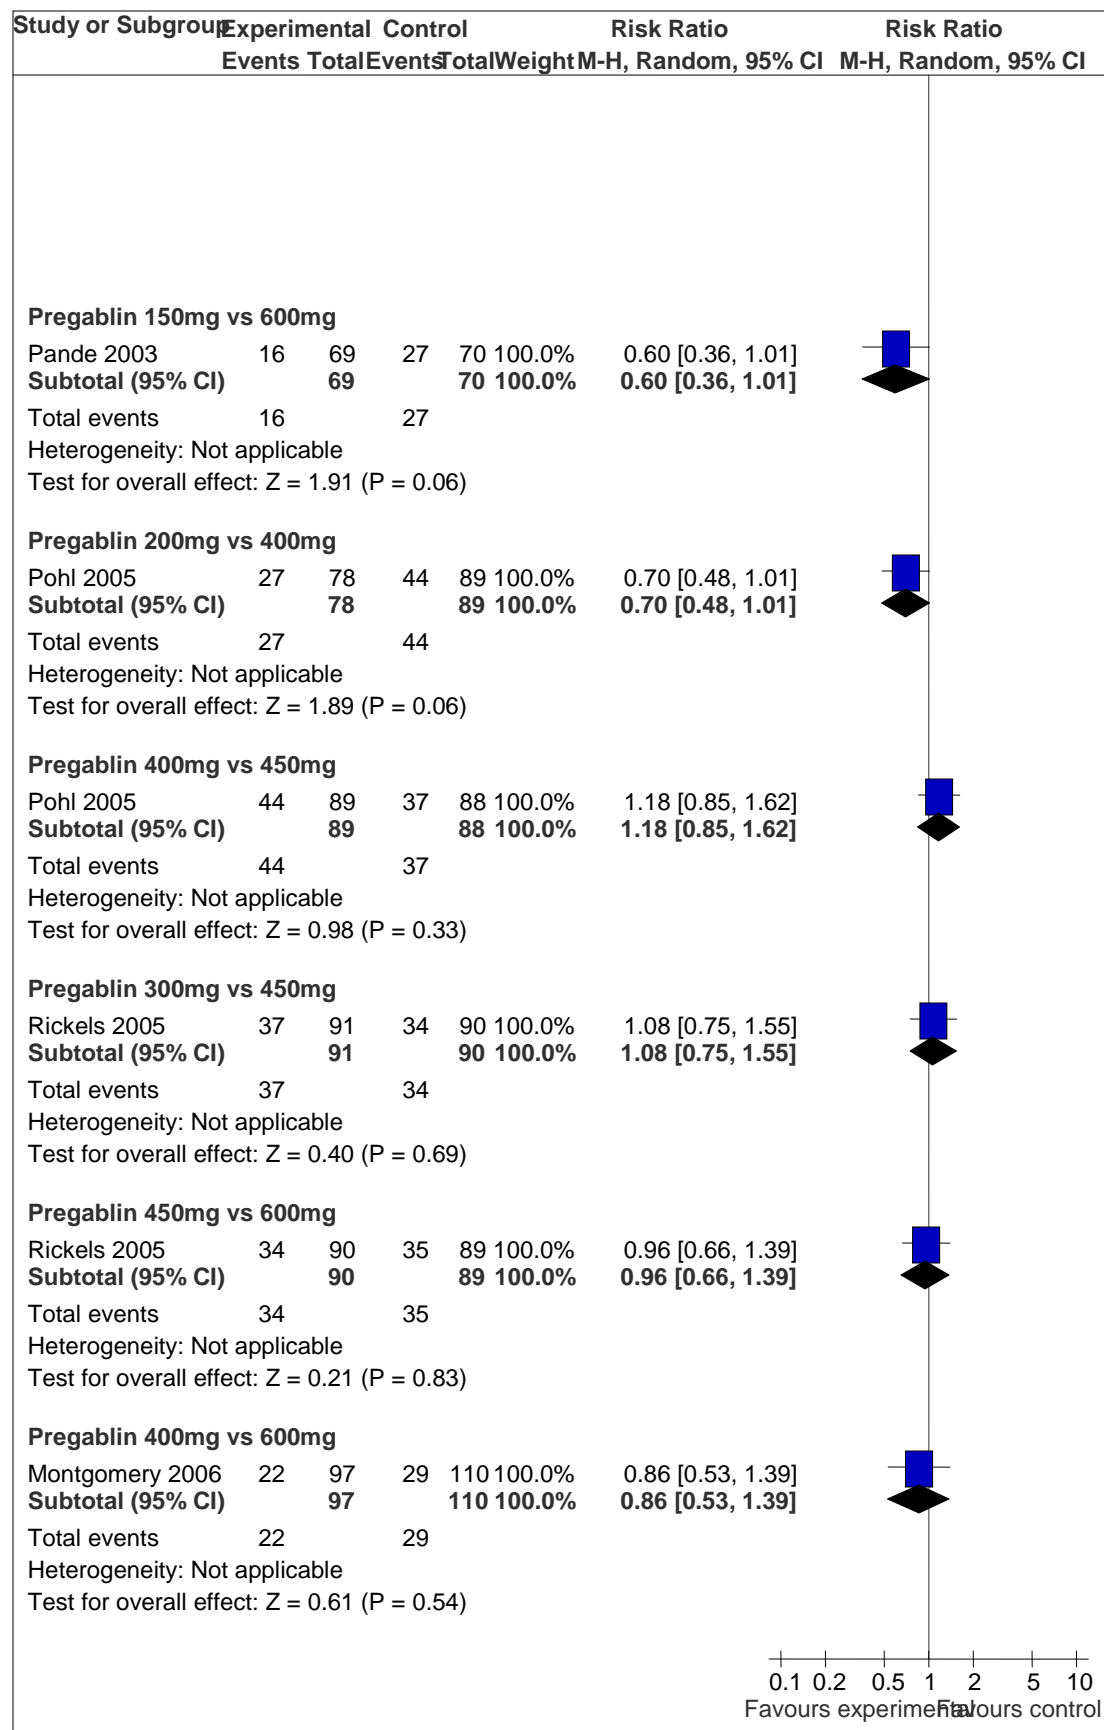 Study or Subgroup Experimental Control Risk Ratio Risk Ratio
Events Total Events Total Weight M-H, Random, 95% CI M-H, Random, 95% CI
Pregablin 150mg vs 600mg
Pande 2003 16 69 27 70 100.0% 0.60 [0.36, 1.01]
Subtotal (95% CI) 69 70 100.0% 0.60 [0.36, 1.01]
Total events 16 27
Heterogeneity: Not applicable
Test for overall effect: Z = 1.91 (P = 0.06)
Pregablin 200mg vs 400mg
Pohl 2005 27 78 44 89 100.0% 0.70 [0.48, 1.01]
Subtotal (95% CI) 78 89 100.0% 0.70 [0.48, 1.01]
Total events 27 44
Heterogeneity: Not applicable
Test for overall effect: Z = 1.89 (P = 0.06)
Pregablin 400mg vs 450mg
Pohl 2005 44 89 37 88 100.0% 1.18 [0.85, 1.62]
Subtotal (95% CI) 89 88 100.0% 1.18 [0.85, 1.62]
Total events 44 37
Heterogeneity: Not applicable
Test for overall effect: Z = 0.98 (P = 0.33)
Pregablin 300mg vs 450mg
Rickels 2005 37 91 34 90 100.0% 1.08 [0.75, 1.55]
Subtotal (95% CI) 91 90 100.0% 1.08 [0.75, 1.55]
Total events 37 34
Heterogeneity: Not applicable
Test for overall effect: Z = 0.40 (P = 0.69)
Pregablin 450mg vs 600mg
Rickels 2005 34 90 35 89 100.0% 0.96 [0.66, 1.39]
Subtotal (95% CI) 90 89 100.0% 0.96 [0.66, 1.39]
Total events 34 35
Heterogeneity: Not applicable
Test for overall effect: Z = 0.21 (P = 0.83)
Pregablin 400mg vs 600mg
Montgomery 2006 22 97 29 110 100.0% 0.86 [0.53, 1.39]
Subtotal (95% CI) 97 110 100.0% 0.86 [0.53, 1.39]
Total events 22 29
Heterogeneity: Not applicable
Test for overall effect: Z = 0.61 (P = 0.54)
0.1 0.2 0.5 1 2 5 10
Favours experimental Favours control